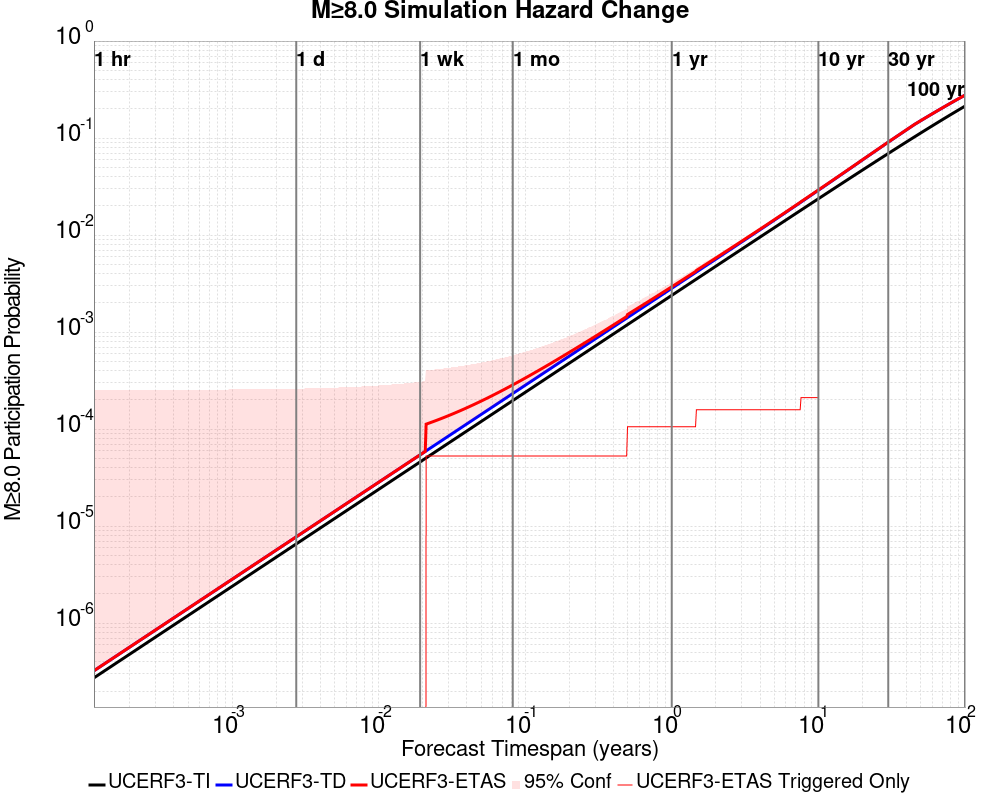 M≥8.0 Simulation Hazard Change
10^0
1 hr 1 d 1 wk 1 mo 1 yr 10 yr 30 yr
100 yr
10^-1
10^-2
10^-3
10^-4
10^-5
10^-6
M≥8.0 Participation Probability
10^-3 10^-2 10^-1 10^0 10^1 10^2
Forecast Timespan (years)
UCERF3-TI UCERF3-TD UCERF3-ETAS 95% Conf UCERF3-ETAS Triggered Only